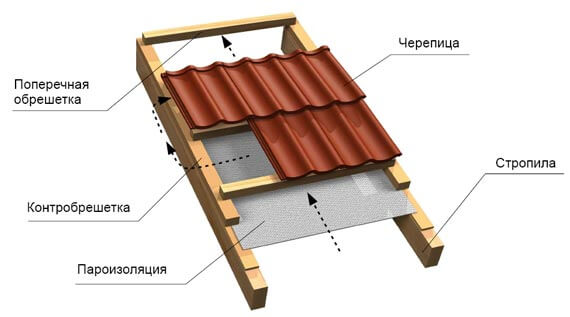 Черепица
Поперечная
обрешетка
Стропила
Контробрешетка
Пароизоляция